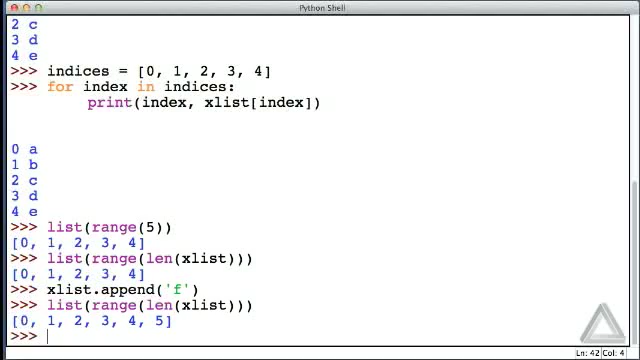 Python Shell
2 c
3 d
4 e
>>> indices = [0, 1, 2, 3, 4]
>>> for index in indices:
        print(index, xlist[index])
0 a
1 b
2 c
3 d
4 e
>>> list(range(5))
[0, 1, 2, 3, 4]
>>> list(range(len(xlist)))
[0, 1, 2, 3, 4]
>>> xlist.append('f')
>>> list(range(len(xlist)))
[0, 1, 2, 3, 4, 5]
>>>
Ln: 42 Col: 4